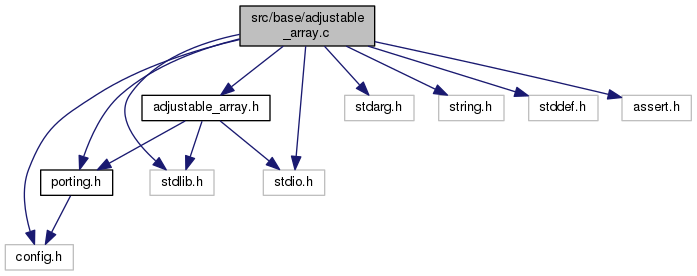 src/base/adjustable
_array.c
adjustable_array.h
stdarg.h
string.h
stddef.h
assert.h
porting.h
stdlib.h
stdio.h
config.h